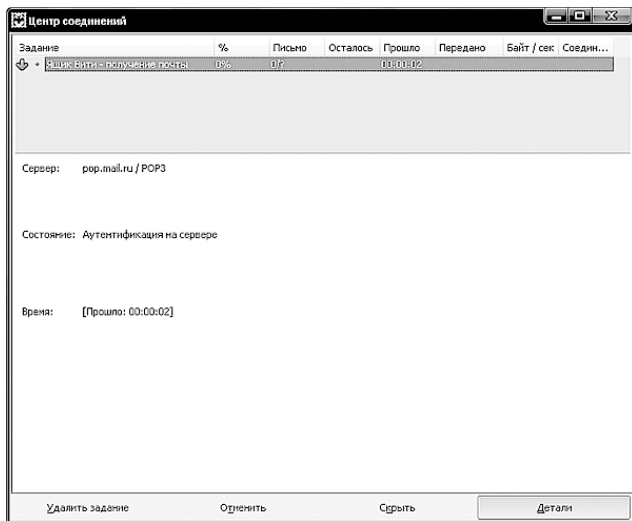 Центр соединений
Задание % Письмо Осталось Прошло Передано Байт / сек Соедин...
Ящик Вити - получение почты 0% 0/? 00:00:02
Сервер: pop.mail.ru / POP3
Состояние: Аутентификация на сервере
Время: [Прошло: 00:00:02]
Удалить задание Отменить Скрыть Детали